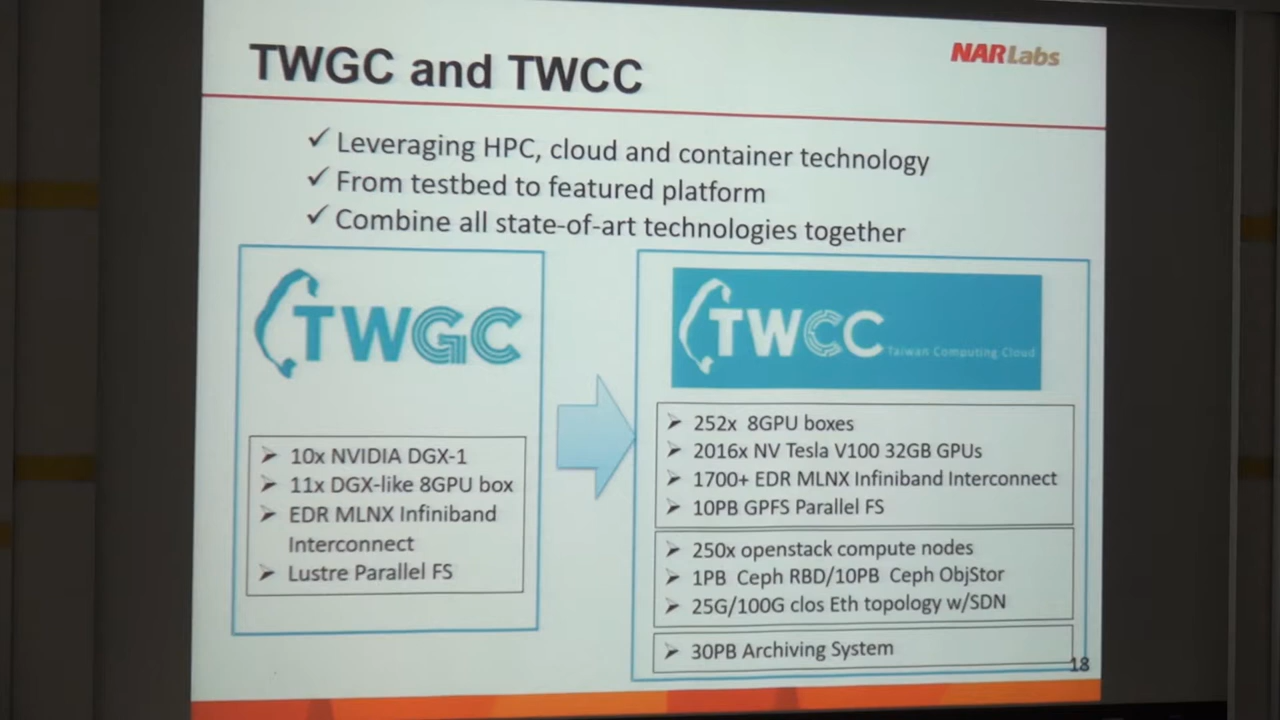 TWGC and TWCC
NARLabs
✓ Leveraging HPC, cloud and container technology
✓ From testbed to featured platform
✓ Combine all state-of-art technologies together
TWGC
➢ 10x NVIDIA DGX-1
➢ 11x DGX-like 8GPU box
➢ EDR MLNX Infiniband
Interconnect
➢ Lustre Parallel FS
TWCC Taiwan Computing Cloud
➢ 252x 8GPU boxes
➢ 2016x NV Tesla V100 32GB GPUs
➢ 1700+ EDR MLNX Infiniband Interconnect
➢ 10PB GPFS Parallel FS
➢ 250x openstack compute nodes
➢ 1PB Ceph RBD/10PB Ceph ObjStor
➢ 25G/100G clos Eth topology w/SDN
➢ 30PB Archiving System
18